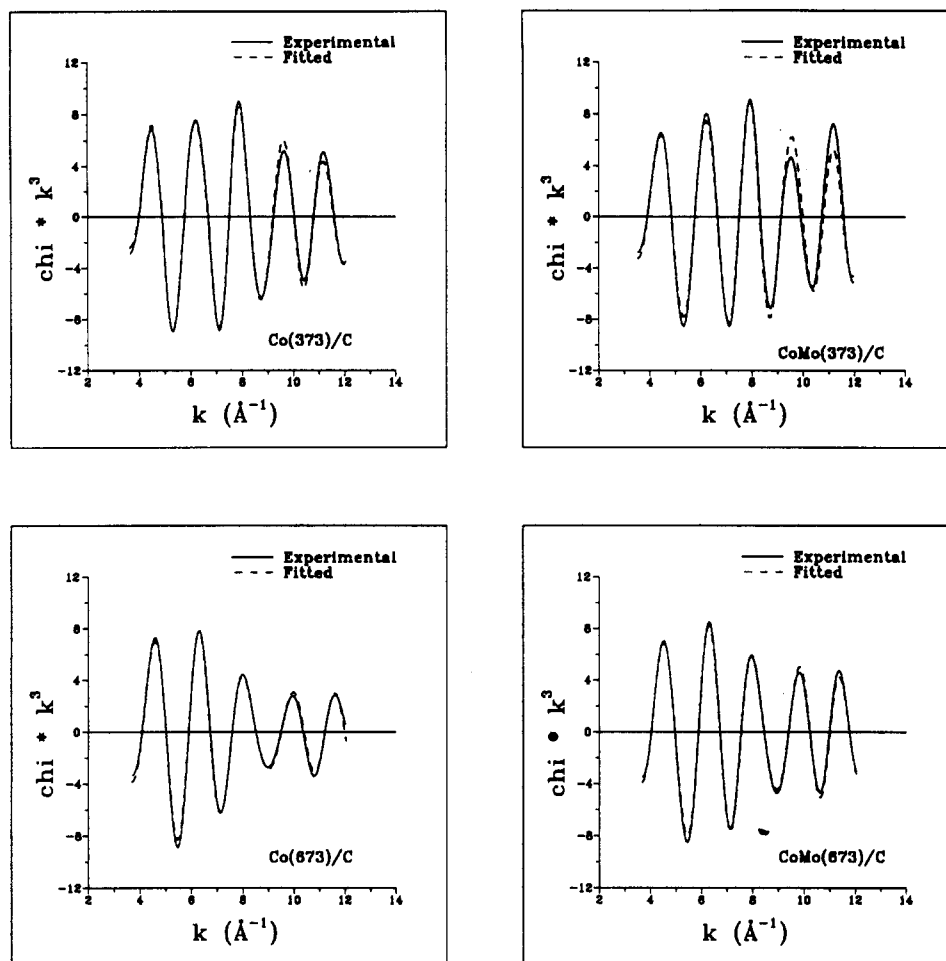 Experimental
Fitted
12
8
4
0
-4
-8
-12
chi * k³
2 4 6 8 10 12 14
k (Å⁻¹)
Co(373)/C
Experimental
Fitted
12
8
4
0
-4
-8
-12
chi * k³
2 4 6 8 10 12 14
k (Å⁻¹)
CoMo(373)/C
Experimental
Fitted
12
8
4
0
-4
-8
-12
chi * k³
2 4 6 8 10 12 14
k (Å⁻¹)
Co(673)/C
Experimental
Fitted
12
8
4
0
-4
-8
-12
chi • k³
2 4 6 8 10 12 14
k (Å⁻¹)
CoMo(673)/C